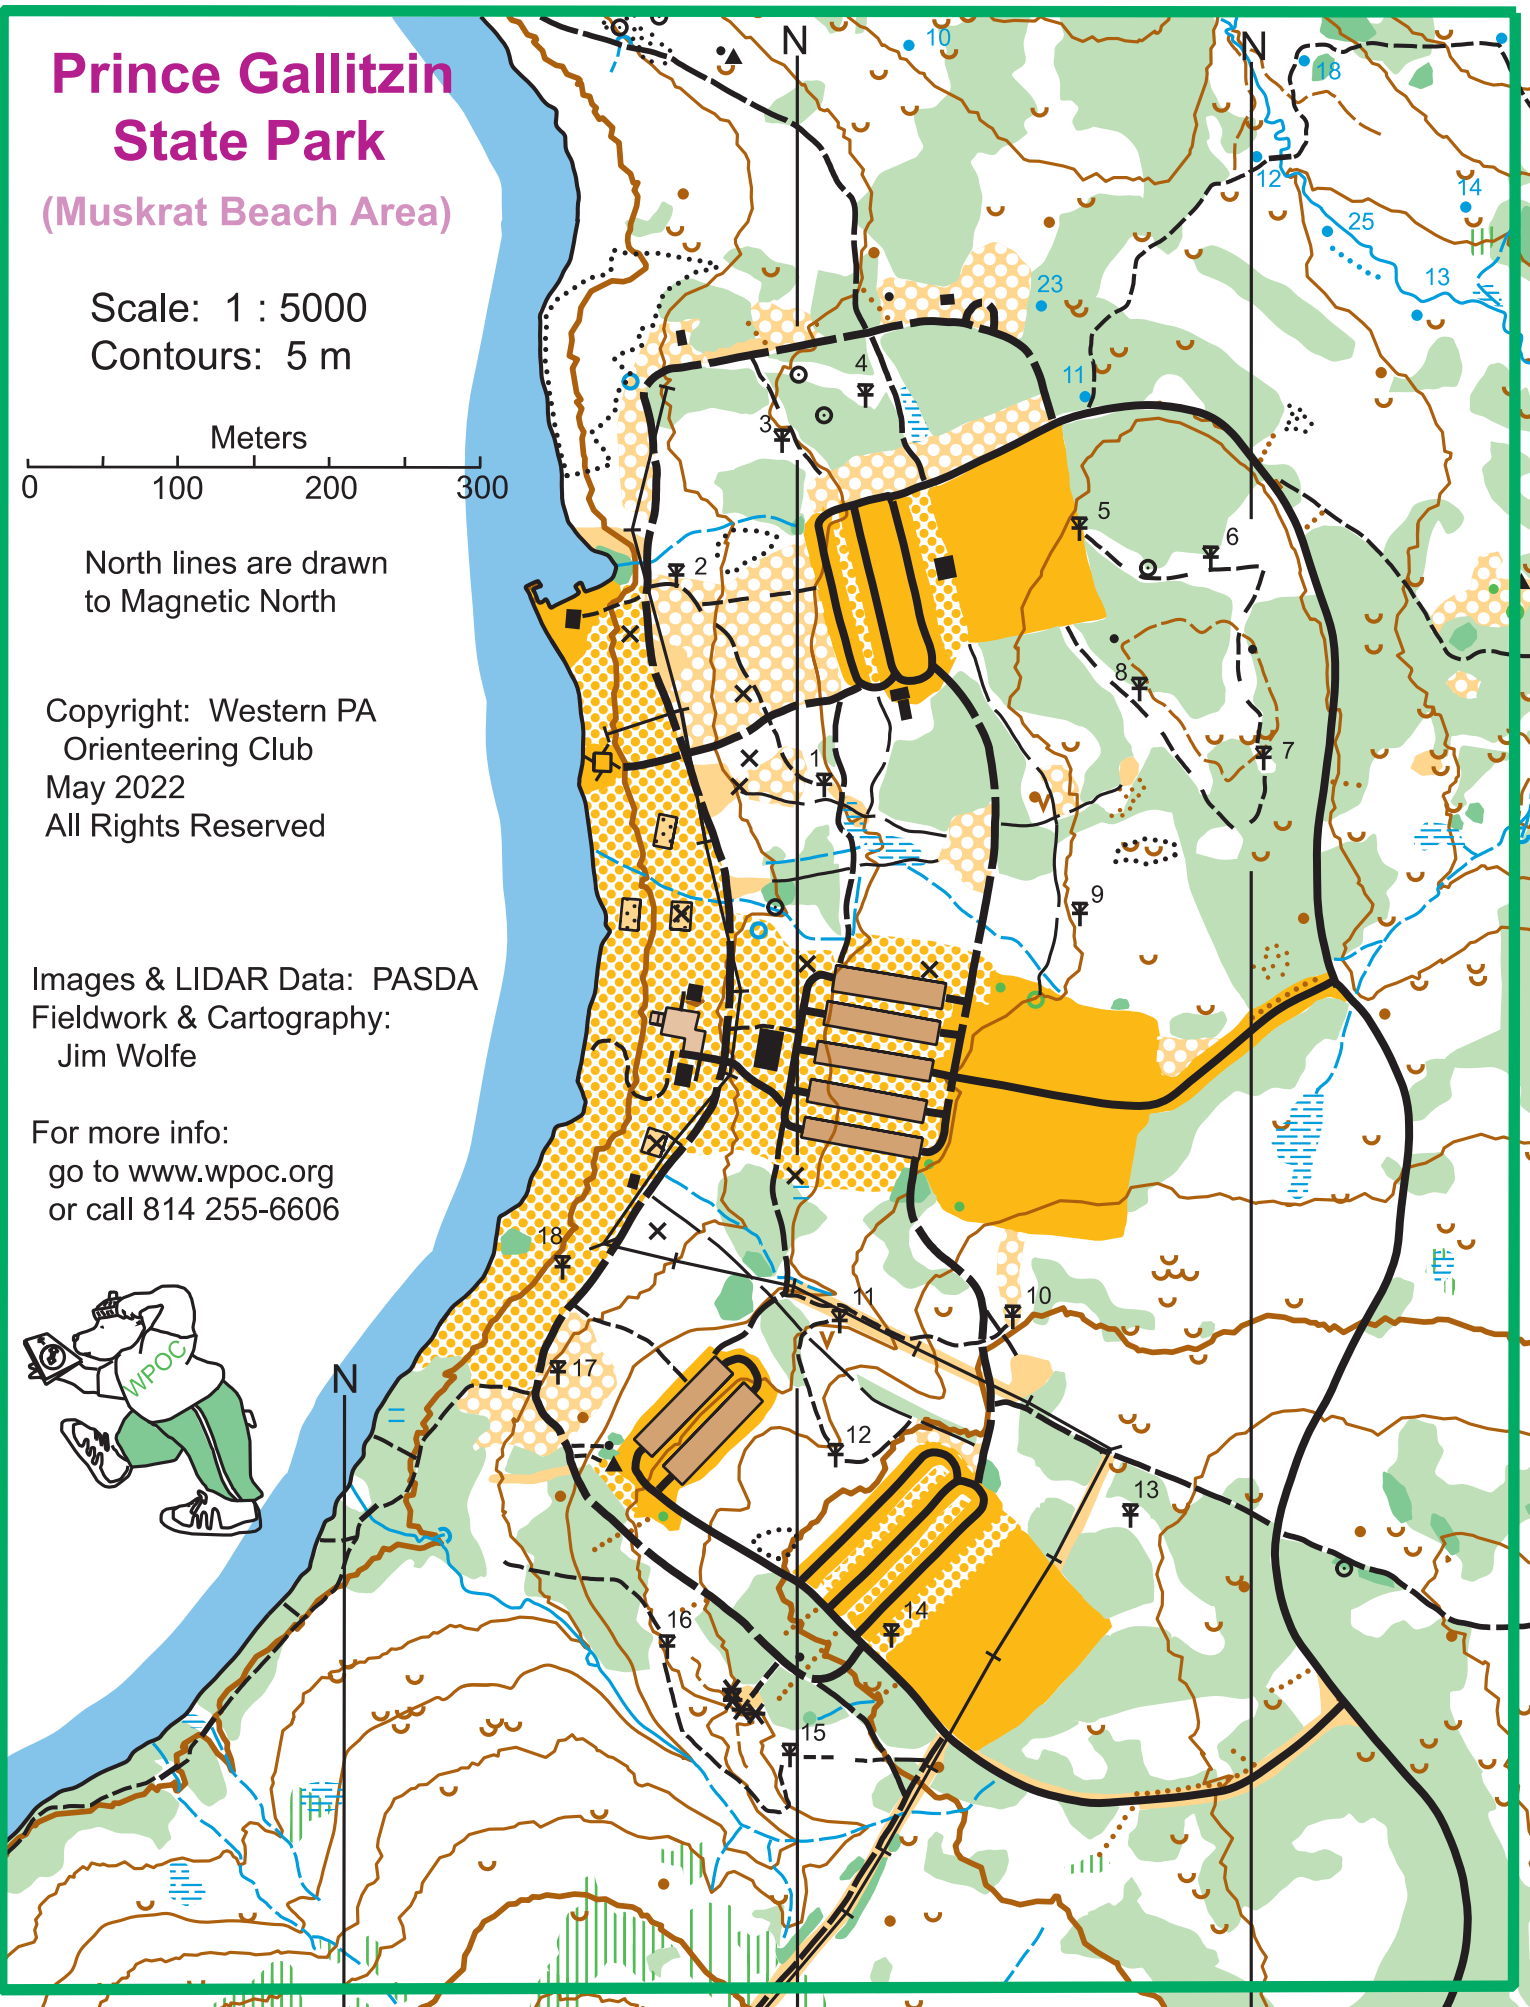 Prince Gallitzin
State Park
(Muskrat Beach Area)
Scale: 1 : 5000
Contours: 5 m
Meters
0 100 200 300
North lines are drawn
to Magnetic North
Copyright: Western PA
Orienteering Club
May 2022
All Rights Reserved
Images & LIDAR Data: PASDA
Fieldwork & Cartography:
Jim Wolfe
For more info:
go to www.wpoc.org
or call 814 255-6606
WPOC
N
N
N
10
18
12
14
25
13
23
11
4
3
5
6
2
8
7
1
9
18
11
10
17
12
13
14
16
15